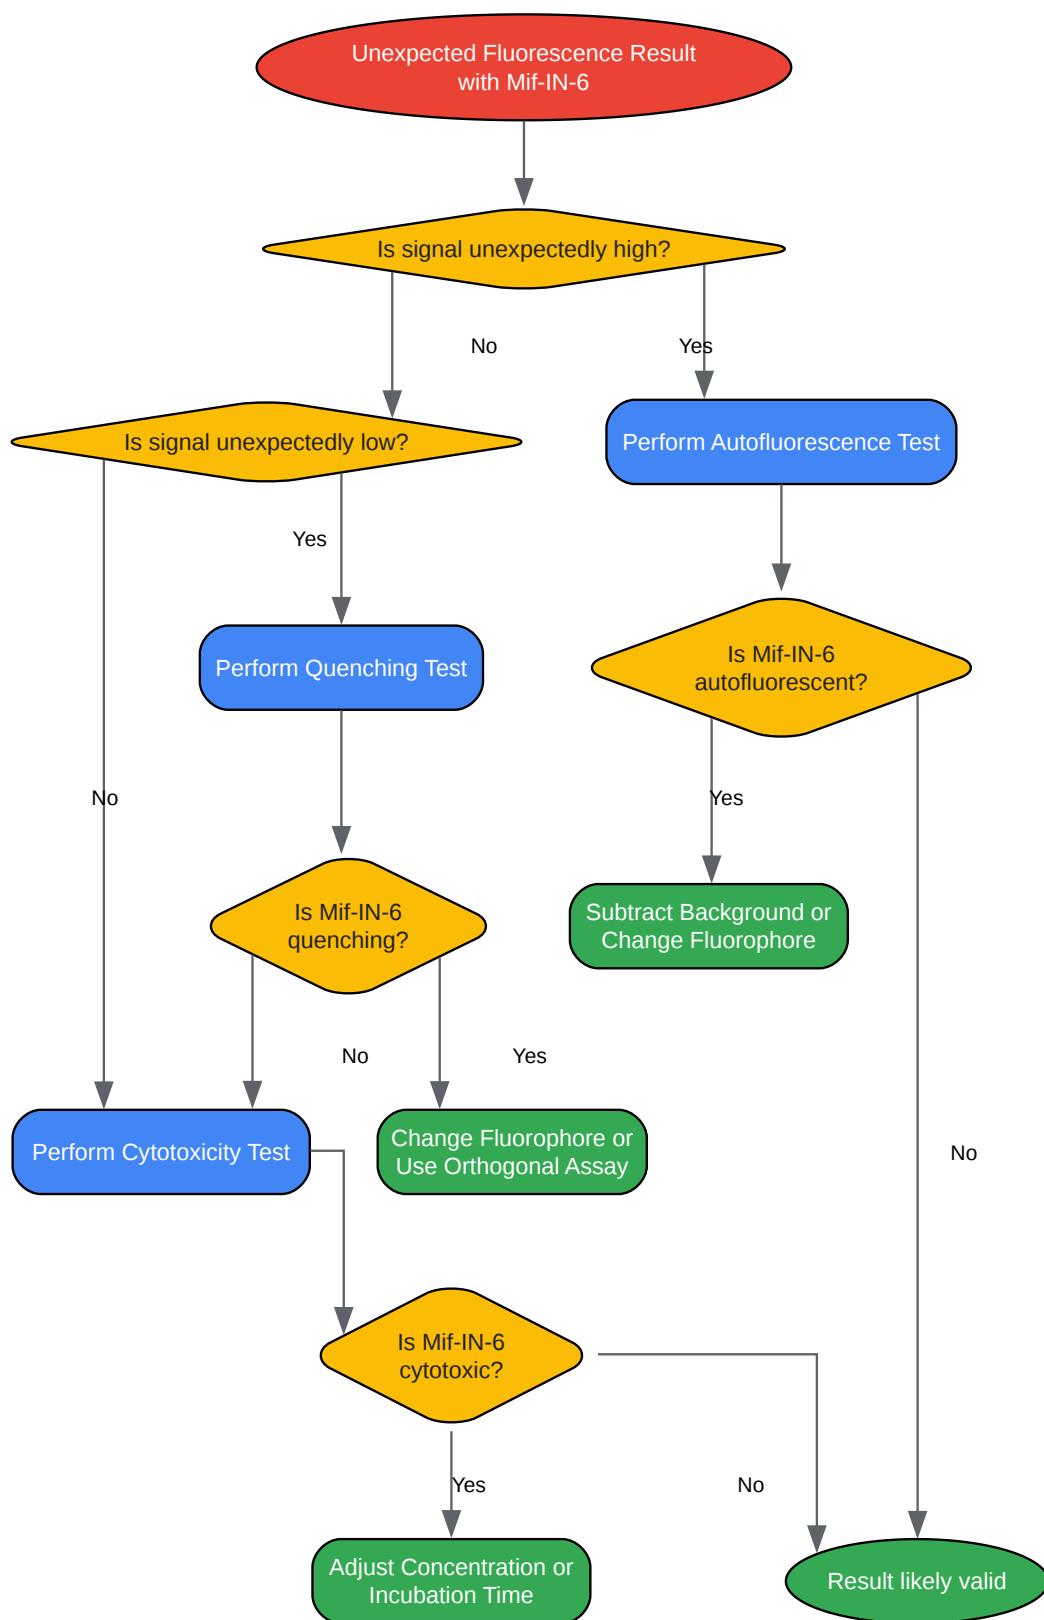 Unexpected Fluorescence Result
with Mif-IN-6
Is signal unexpectedly high?
No
Yes
Is signal unexpectedly low?
Perform Autofluorescence Test
Yes
Perform Quenching Test
Is Mif-IN-6
autofluorescent?
No
Yes
Is Mif-IN-6
quenching?
Subtract Background or
Change Fluorophore
No
Yes
Perform Cytotoxicity Test
Change Fluorophore or
Use Orthogonal Assay
No
Is Mif-IN-6
cytotoxic?
Yes
No
Adjust Concentration or
Incubation Time
Result likely valid